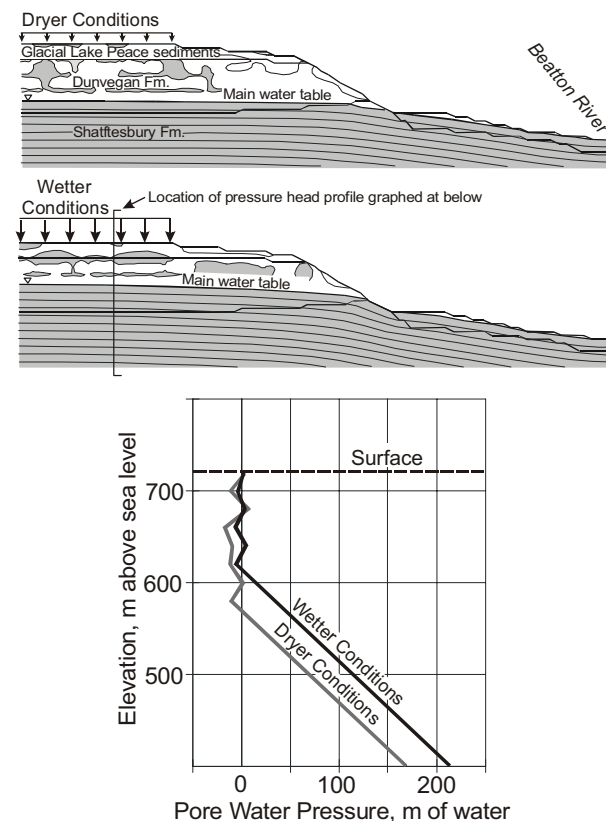 Dryer Conditions
Glacial Lake Peace sediments
Dunvegan Fm.
Main water table
Shatftesbury Fm.
Beatton River
Wetter
Conditions
Location of pressure head profile graphed at below
Main water table
Surface
700
600
500
Wetter Conditions
Dryer Conditions
Elevation, m above sea level
0 100 200
Pore Water Pressure, m of water